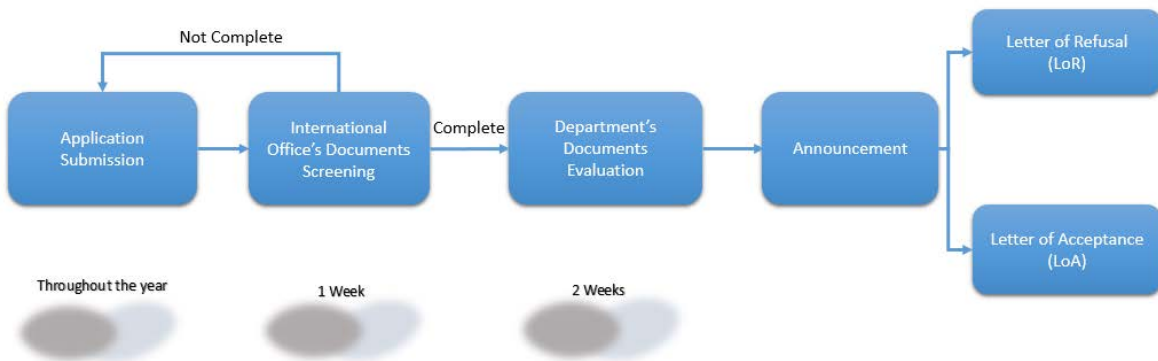 Not Complete
Application
Submission
International
Office's Documents
Screening
Complete
Department's
Documents
Evaluation
Announcement
Letter of Refusal
(LoR)
Letter of Acceptance
(LoA)
Throughout the year
1 Week
2 Weeks